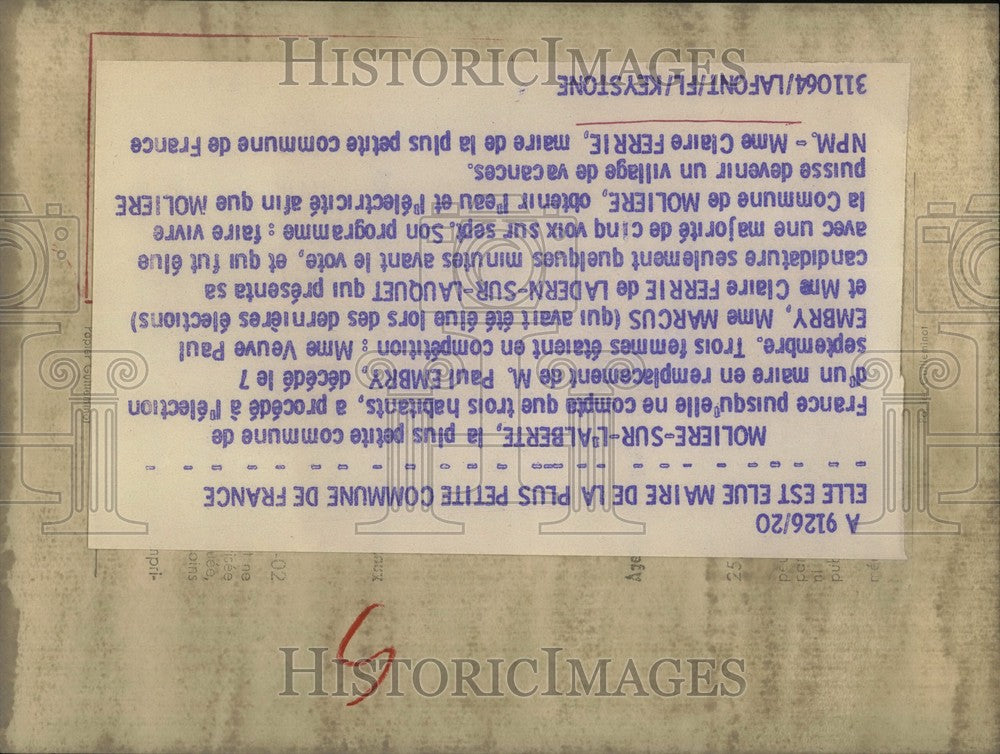 A 9126/20
ELLE EST ELUE MAIRE DE LA PLUS PETITE COMMUNE DE FRANCE
- - - - - - - - - - - - - - - - - - - - - - - -
MOLIERE-SUR-L'ALBERTE, la plus petite commune de
France puisqu'elle ne compte que trois habitants, a procédé à l'élection
d'un maire en remplacement de M. Paul EMBRY, décédé le 7
septembre. Trois femmes étaient en compétition : Mme Veuve Paul
EMBRY, Mme MARCUS (qui avait été élue lors des dernières élections)
et Mme Claire FERRIE de LADERN-SUR-LAUQUET qui présenta sa
candidature seulement quelques minutes avant le vote, et qui fut élue
avec une majorité de cinq voix sur sept. Son programme : faire vivre
la Commune de MOLIERE, obtenir l'eau et l'électricité afin que MOLIERE
puisse devenir un village de vacances.
NPM. - Mme Claire FERRIE, maire de la plus petite commune de France
311064/LAFONT/FL/KEYSTONE
HISTORICIMAGES
HISTORICIMAGES
5